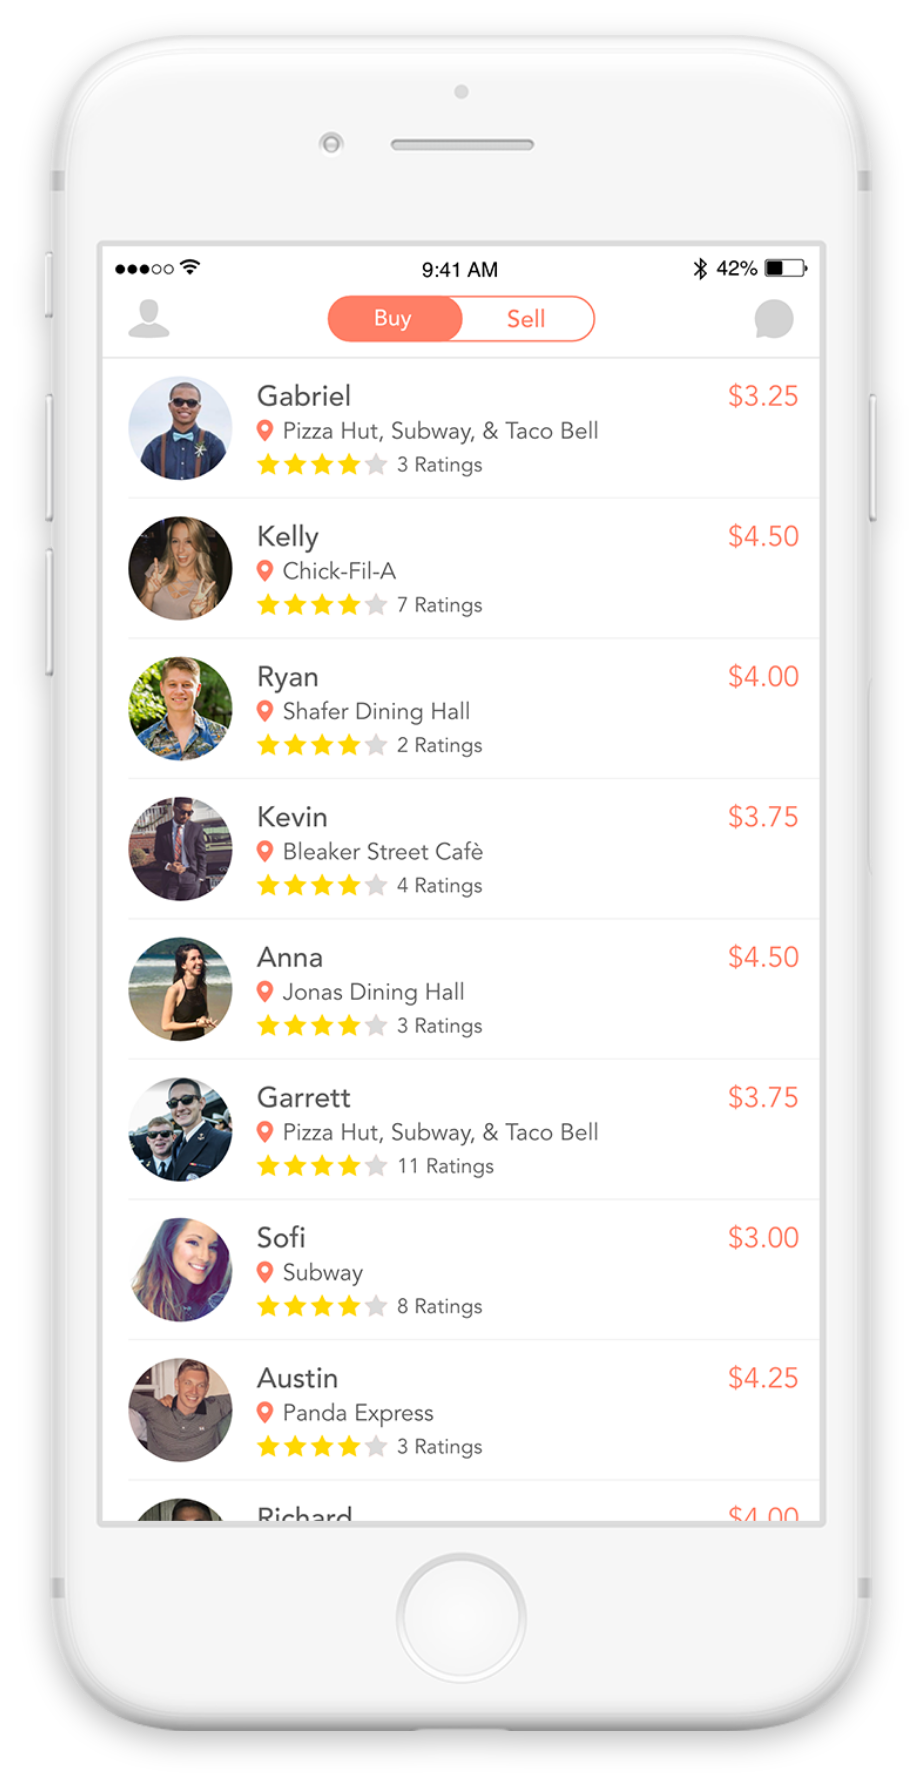 9:41 AM
42%
Buy
Sell
Gabriel
$3.25
Pizza Hut, Subway, & Taco Bell
3 Ratings
Kelly
$4.50
Chick-Fil-A
7 Ratings
Ryan
$4.00
Shafer Dining Hall
2 Ratings
Kevin
$3.75
Bleaker Street Cafè
4 Ratings
Anna
$4.50
Jonas Dining Hall
3 Ratings
Garrett
$3.75
Pizza Hut, Subway, & Taco Bell
11 Ratings
Sofi
$3.00
Subway
8 Ratings
Austin
$4.25
Panda Express
3 Ratings
Richard
$4.00